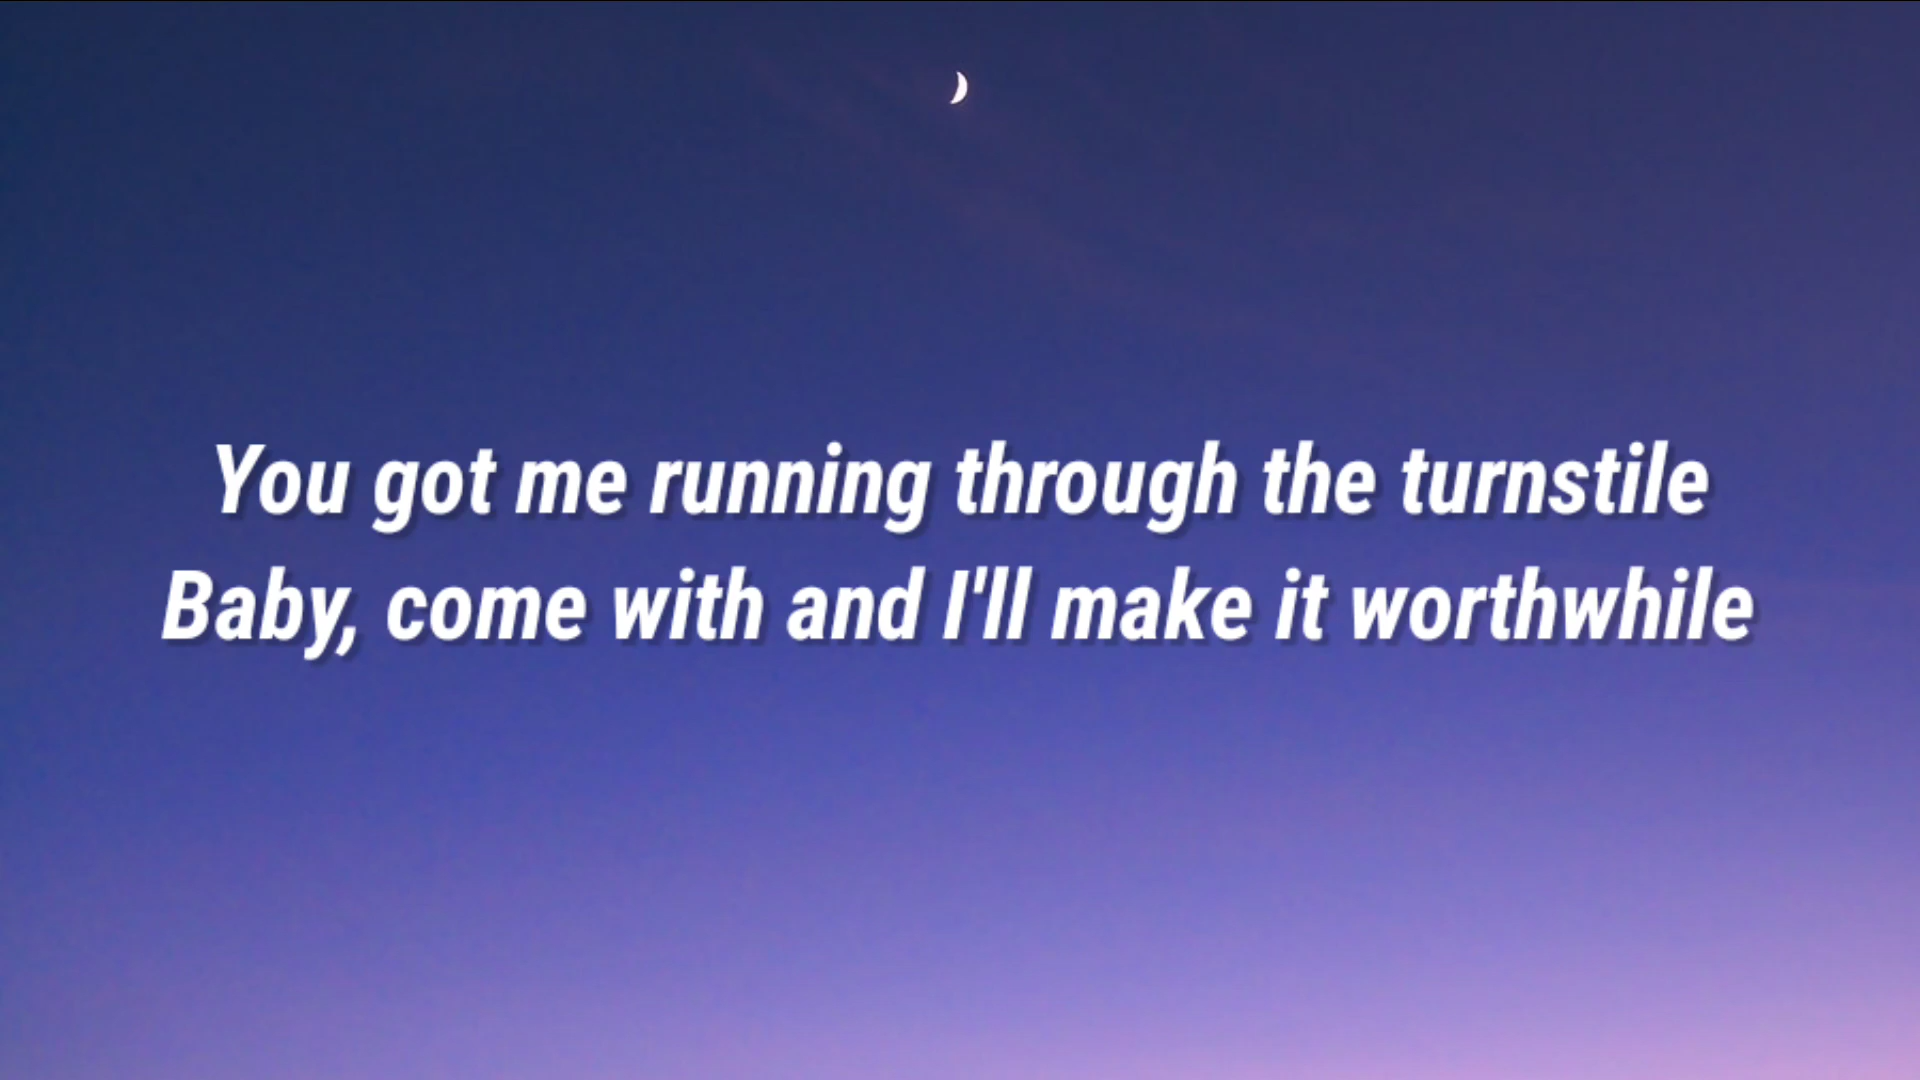 You got me running through the turnstile
Baby, come with and I'll make it worthwhile